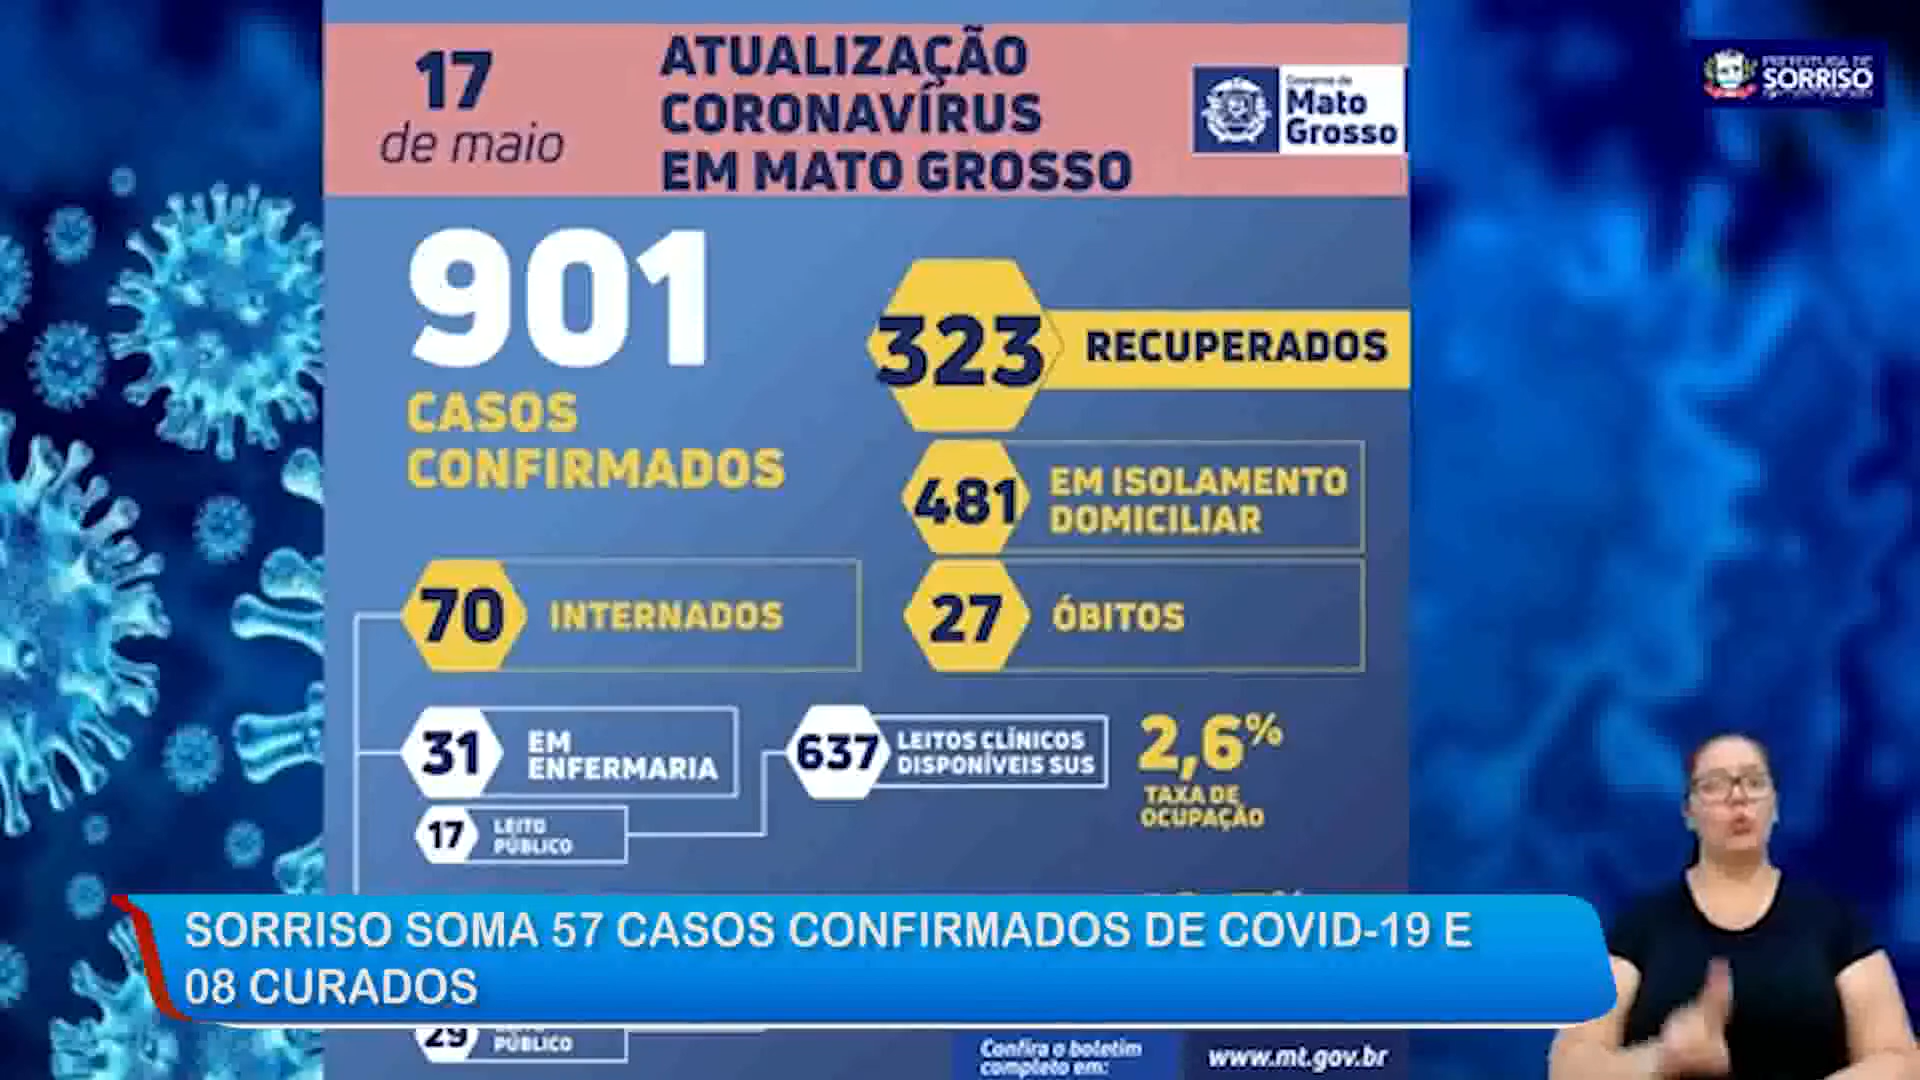 17
de maio
ATUALIZAÇÃO
CORONAVÍRUS
EM MATO GROSSO
Governo de
Mato
Grosso
PREFEITURA DE
SORRISO
901
CASOS
CONFIRMADOS
323
RECUPERADOS
481
EM ISOLAMENTO
DOMICILIAR
70
INTERNADOS
27
ÓBITOS
31
EM
ENFERMARIA
637
LEITOS CLÍNICOS
DISPONÍVEIS SUS
2,6%
TAXA DE
OCUPAÇÃO
17
LEITO
PÚBLICO
SORRISO SOMA 57 CASOS CONFIRMADOS DE COVID-19 E
08 CURADOS
29
PÚBLICO
Confira o boletim
completo em:
www.mt.gov.br